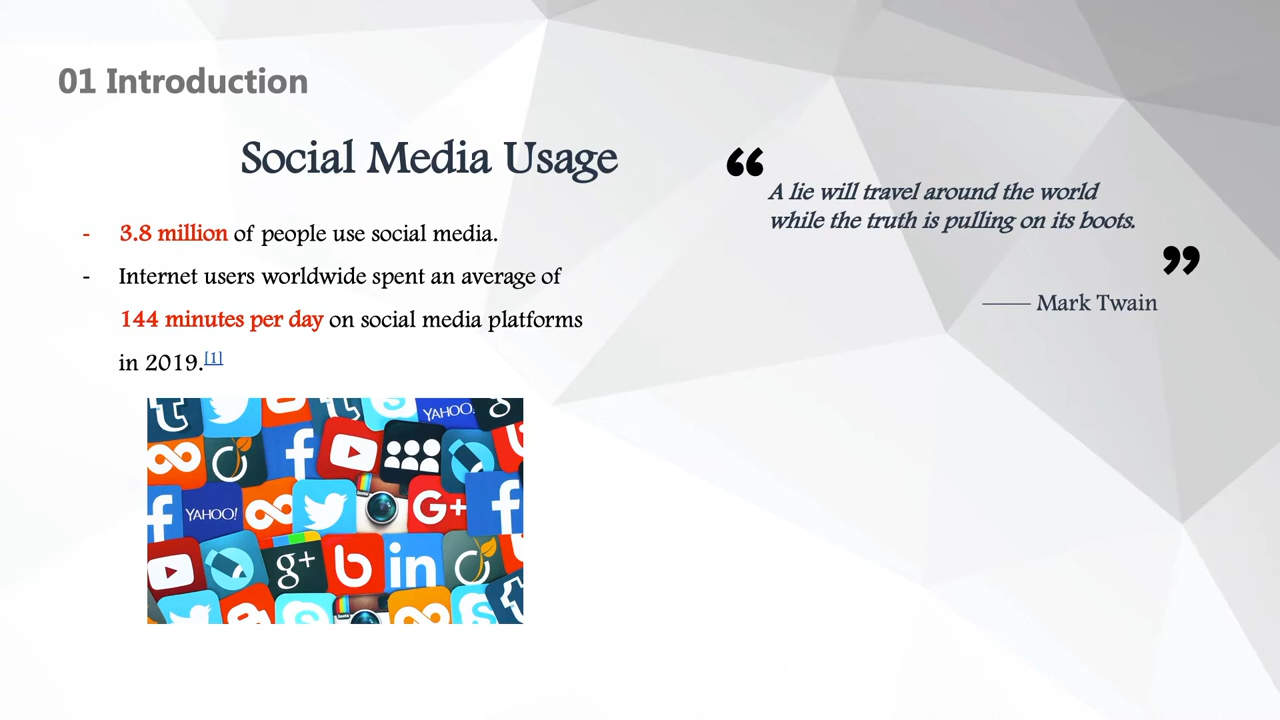 01 Introduction
Social Media Usage
- 3.8 million of people use social media.
- Internet users worldwide spent an average of
144 minutes per day on social media platforms
in 2019.[1]
“
A lie will travel around the world
while the truth is pulling on its boots.
”
—— Mark Twain
YAHOO!
YAHOO!
G+
g+
in